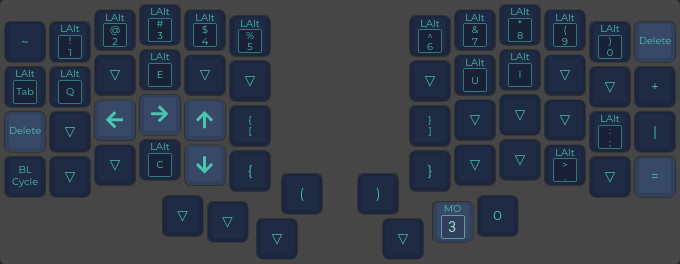 ~
LAlt
!
1
LAlt
@
2
LAlt
#
3
LAlt
$
4
LAlt
%
5
LAlt
^
6
LAlt
&
7
LAlt
*
8
LAlt
(
9
LAlt
)
0
Delete
LAlt
Tab
LAlt
Q
▽
LAlt
E
▽
▽
▽
LAlt
U
LAlt
I
▽
▽
+
Delete
▽
←
→
↑
{
[
}
]
▽
▽
▽
LAlt
:
;
|
BL
Cycle
▽
▽
LAlt
C
↓
{
}
▽
▽
LAlt
>
.
▽
=
▽
▽
▽
(
)
▽
MO
3
0